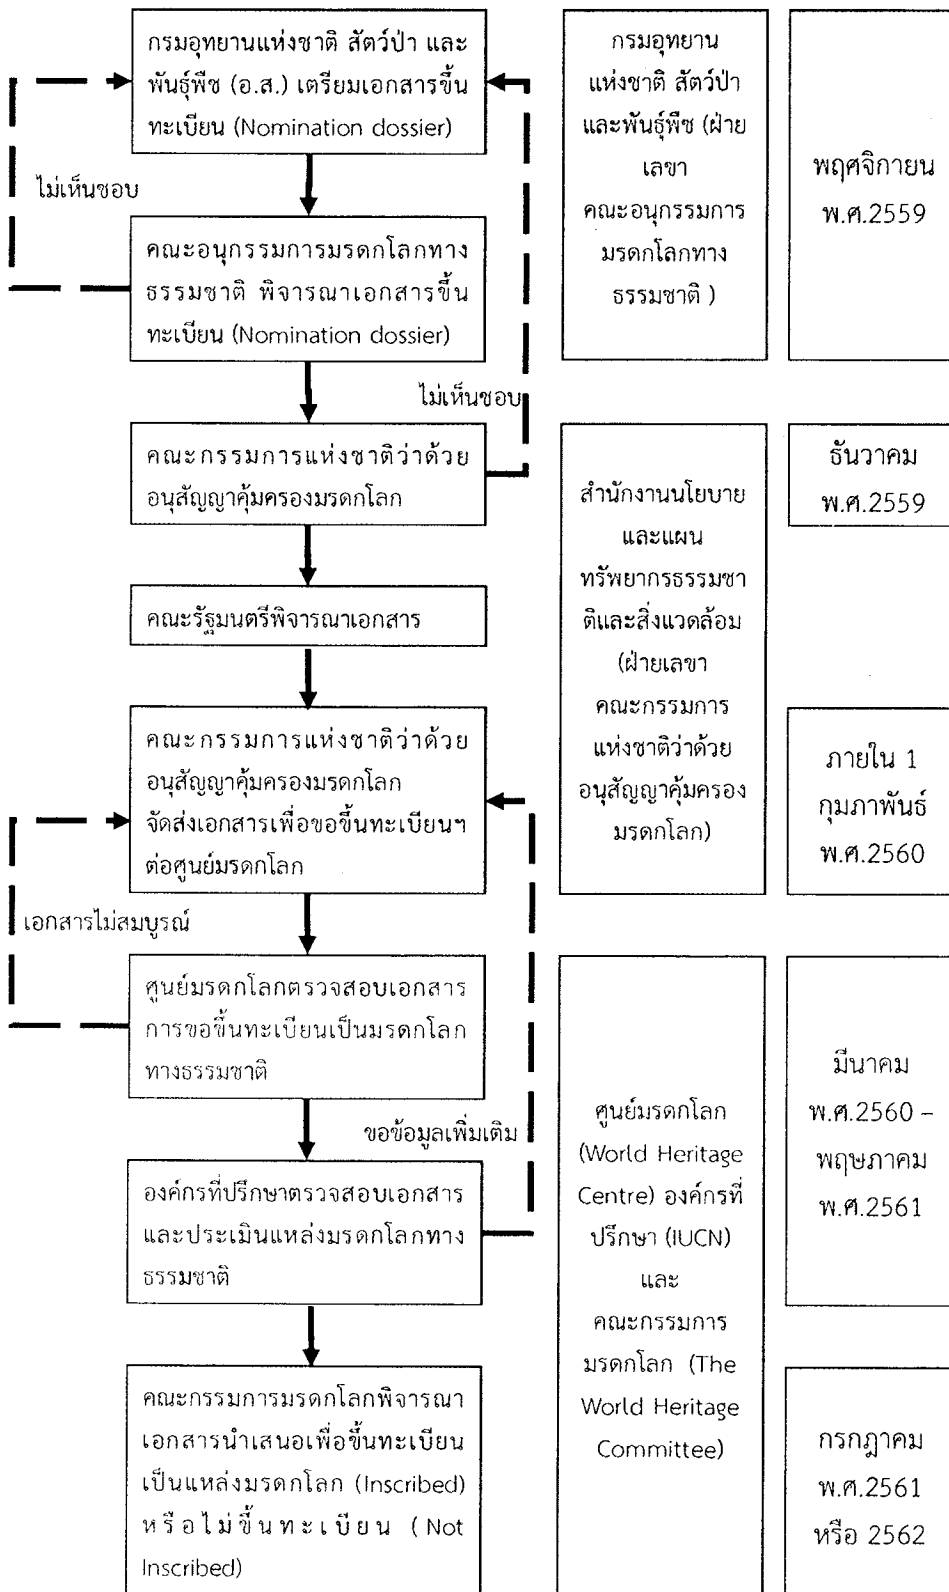 กรมอุทยานแห่งชาติ สัตว์ป่า และ
พันธุ์พืช (อ.ส.) เตรียมเอกสารขึ้น
ทะเบียน (Nomination dossier)
ไม่เห็นชอบ
คณะอนุกรรมการมรดกโลกทาง
ธรรมชาติ พิจารณาเอกสารขึ้น
ทะเบียน (Nomination dossier)
ไม่เห็นชอบ
คณะกรรมการแห่งชาติว่าด้วย
อนุสัญญาคุ้มครองมรดกโลก
คณะรัฐมนตรีพิจารณาเอกสาร
คณะกรรมการแห่งชาติว่าด้วย
อนุสัญญาคุ้มครองมรดกโลก
จัดส่งเอกสารเพื่อขอขึ้นทะเบียนฯ
ต่อศูนย์มรดกโลก
เอกสารไม่สมบูรณ์
ศูนย์มรดกโลกตรวจสอบเอกสาร
การขอขึ้นทะเบียนเป็นมรดกโลก
ทางธรรมชาติ
ขอข้อมูลเพิ่มเติม
องค์กรที่ปรึกษาตรวจสอบเอกสาร
และประเมินแหล่งมรดกโลกทาง
ธรรมชาติ
คณะกรรมการมรดกโลกพิจารณา
เอกสารนำเสนอเพื่อขึ้นทะเบียน
เป็นแหล่งมรดกโลก (Inscribed)
หรือไม่ขึ้นทะเบียน ( Not
Inscribed)
กรมอุทยาน
แห่งชาติ สัตว์ป่า
และพันธุ์พืช (ฝ่าย
เลขา
คณะอนุกรรมการ
มรดกโลกทาง
ธรรมชาติ )
สำนักงานนโยบาย
และแผน
ทรัพยากรธรรมชา
ติและสิ่งแวดล้อม
(ฝ่ายเลขา
คณะกรรมการ
แห่งชาติว่าด้วย
อนุสัญญาคุ้มครอง
มรดกโลก)
ศูนย์มรดกโลก
(World Heritage
Centre) องค์กรที่
ปรึกษา (IUCN)
และ
คณะกรรมการ
มรดกโลก (The
World Heritage
Committee)
พฤศจิกายน
พ.ศ.2559
ธันวาคม
พ.ศ.2559
ภายใน 1
กุมภาพันธ์
พ.ศ.2560
มีนาคม
พ.ศ.2560 –
พฤษภาคม
พ.ศ.2561
กรกฎาคม
พ.ศ.2561
หรือ 2562